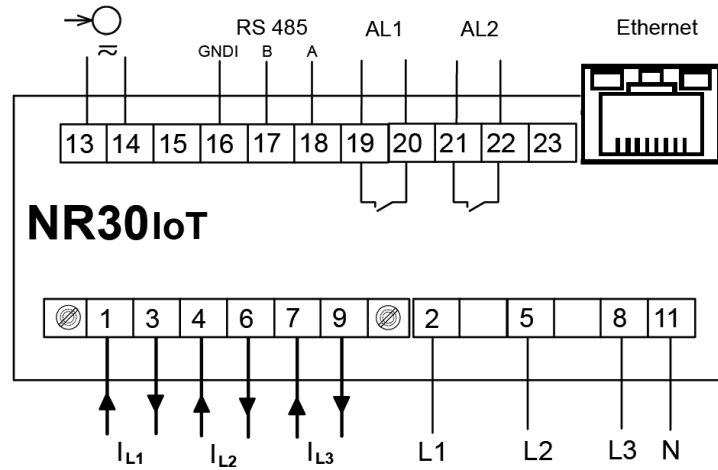 RS 485 AL1 AL2 Ethernet
GNDI B A
13 14 15 16 17 18 19 20 21 22 23
NR30IoT
1 3 4 6 7 9 2 5 8 11
IL1 IL2 IL3 L1 L2 L3 N